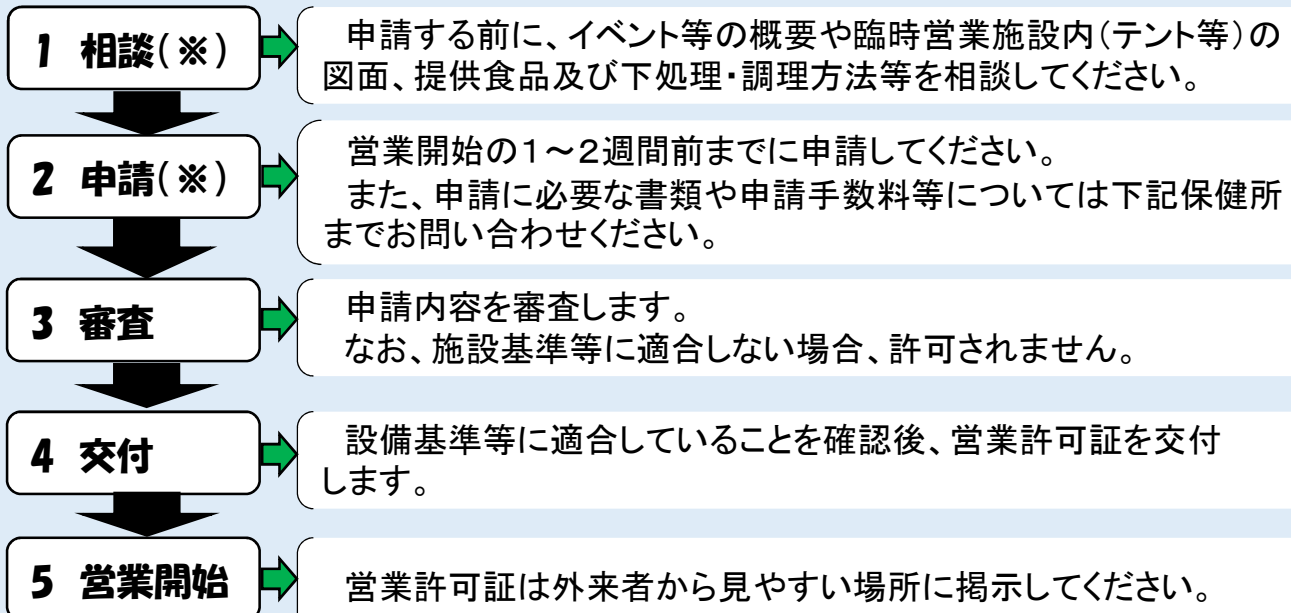 1 相談(※)
申請する前に、イベント等の概要や臨時営業施設内(テント等)の
図面、提供食品及び下処理・調理方法等を相談してください。
2 申請(※)
営業開始の1~2週間前までに申請してください。
また、申請に必要な書類や申請手数料等については下記保健所
までお問い合わせください。
3 審査
申請内容を審査します。
なお、施設基準等に適合しない場合、許可されません。
4 交付
設備基準等に適合していることを確認後、営業許可証を交付
します。
5 営業開始
営業許可証は外来者から見やすい場所に掲示してください。